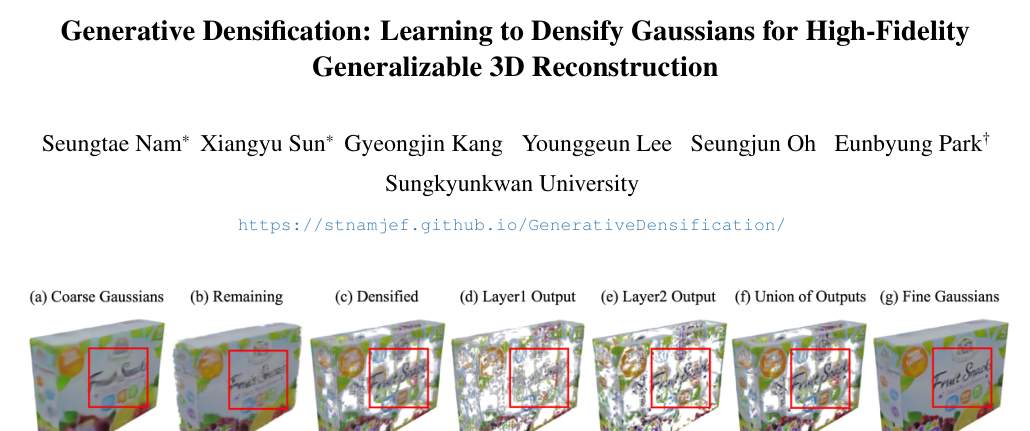 Generative Densification: Learning to Densify Gaussians for High-Fidelity
Generalizable 3D Reconstruction
Seungtae Nam* Xiangyu Sun* Gyeongjin Kang Younggeun Lee Seungjun Oh Eunbyung Park†
Sungkyunkwan University
https://stnamjef.github.io/GenerativeDensification/
(a) Coarse Gaussians (b) Remaining (c) Densified (d) Layer1 Output (e) Layer2 Output (f) Union of Outputs (g) Fine Gaussians